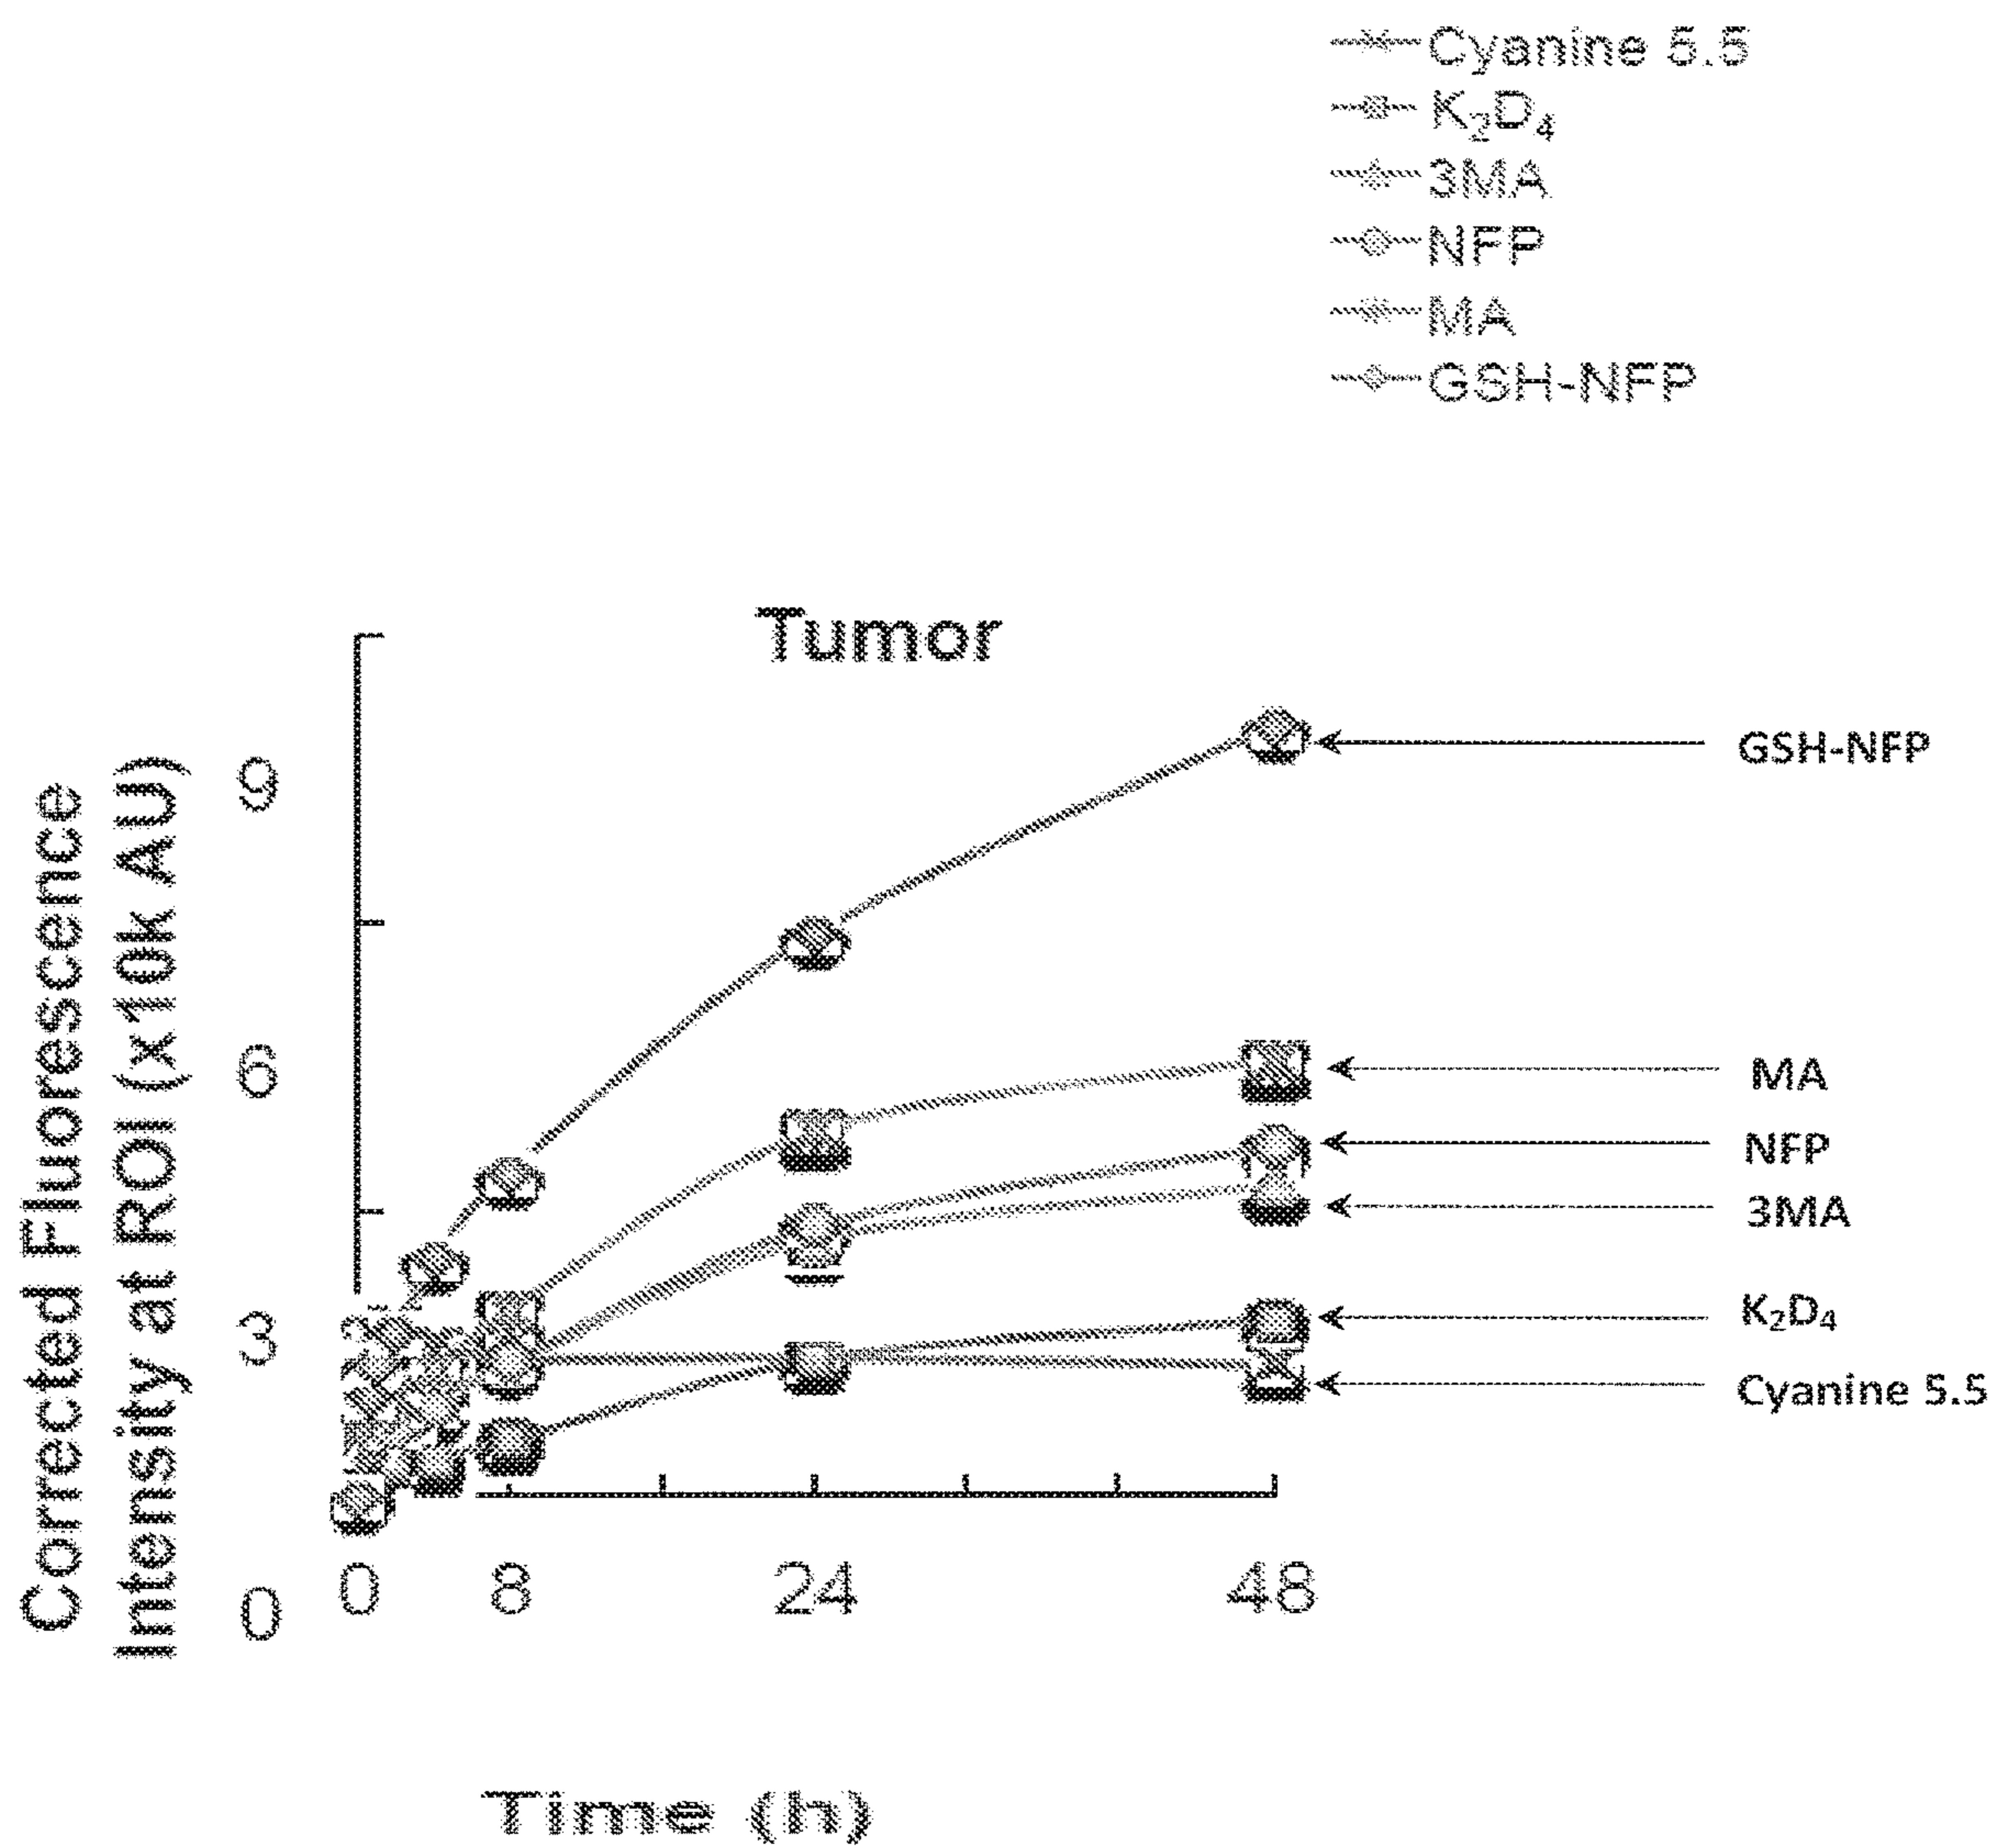 Cyanine 5.5
K₂D₄
3MA
NFP
MA
GSH-NFP
Tumor
Corrected Fluorescence
Intensity at ROI (x10k AU)
9
6
3
0
GSH-NFP
MA
NFP
3MA
K₂D₄
Cyanine 5.5
0 8 24 48
Time (h)